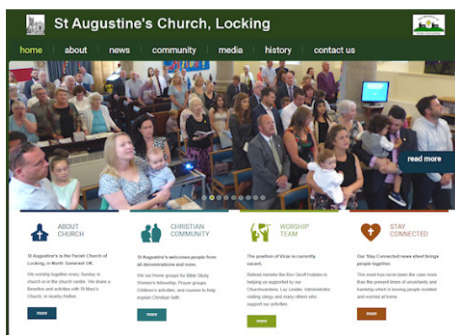 St Augustine's Church, Locking
home about news community media history contact us
read more
ABOUT
CHURCH
St Augustine's is the Parish Church of
Locking, in North Somerset UK.
We worship together every Sunday in
church or in the church centre. We share a
Benefice and activities with St Mary's
Church, in nearby Hutton.
more
CHRISTIAN
COMMUNITY
St Augustine's welcomes people from
all denominations and none.
We run Home groups for Bible Study,
Women's fellowship, Prayer groups,
Children's activities, and courses to help
explain Christian faith.
more
WORSHIP
TEAM
The position of Vicar is currently
vacant.
Retired minister the Rev Geoff
is
helping us supported by our
Churchwardens, Lay Leader, Administrator,
visiting clergy and many others who
support our activities.
more
STAY
CONNECTED
Our Stay Connected news sheet brings
people together.
This need has never been the case more
than the present times of uncertainty and
hardship which is leaving people isolated
and worried at home.
more